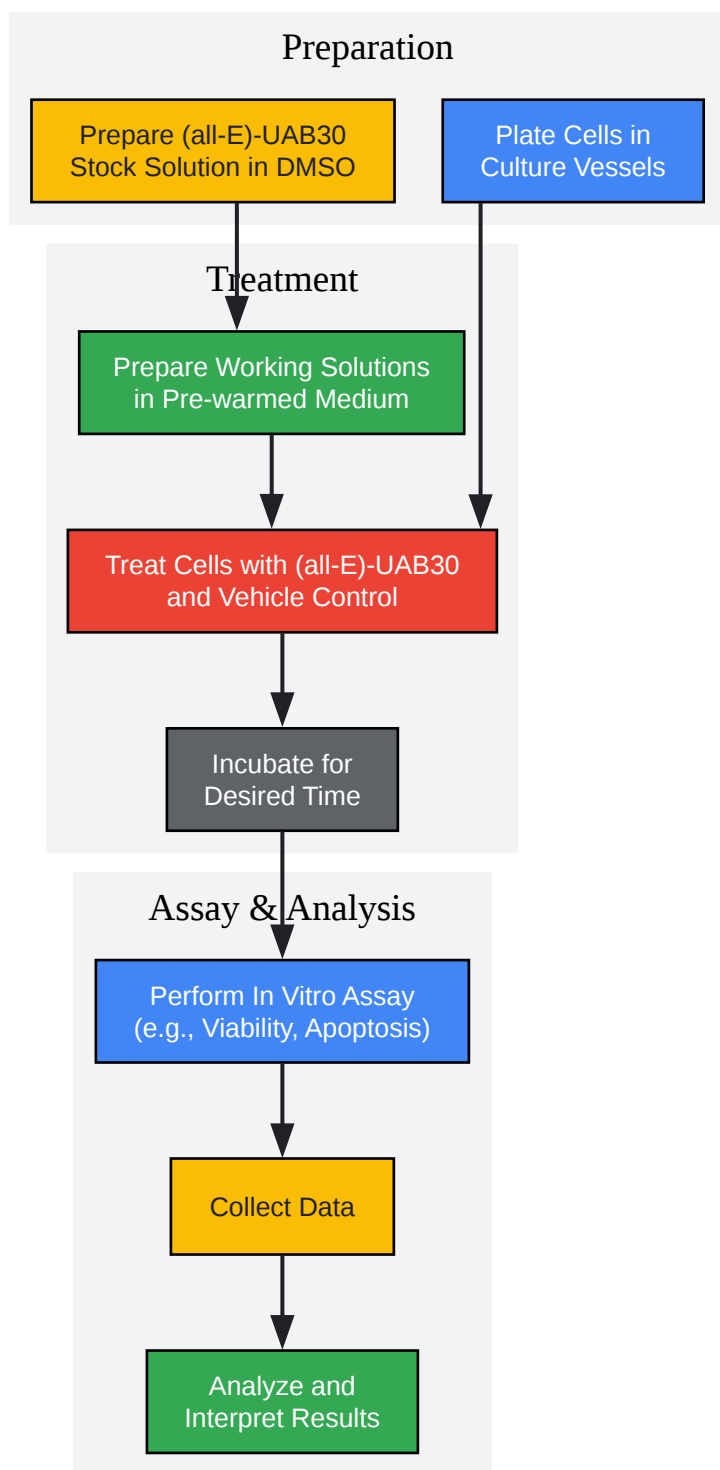 Preparation
Prepare (all-E)-UAB30
Stock Solution in DMSO
Plate Cells in
Culture Vessels
Treatment
Prepare Working Solutions
in Pre-warmed Medium
Treat Cells with (all-E)-UAB30
and Vehicle Control
Incubate for
Desired Time
Assay & Analysis
Perform In Vitro Assay
(e.g., Viability, Apoptosis)
Collect Data
Analyze and
Interpret Results